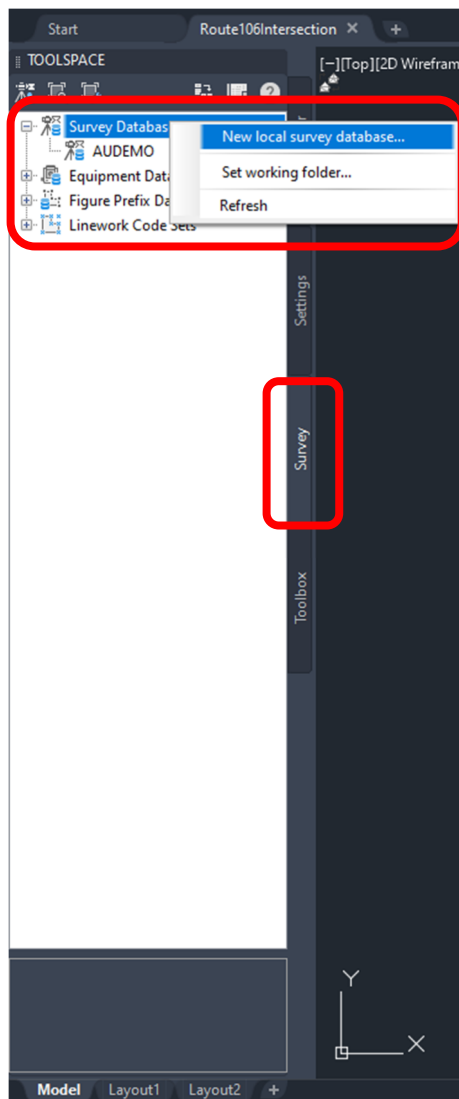 Start
Route106Intersection × +
TOOLSPACE
[−][Top][2D Wirefram
Survey Databas
AUDEMO
Equipment Data
Figure Prefix Da
Linework Code Sets
New local survey database...
Set working folder...
Refresh
Settings
Survey
Toolbox
Y
X
Model Layout1 Layout2 +